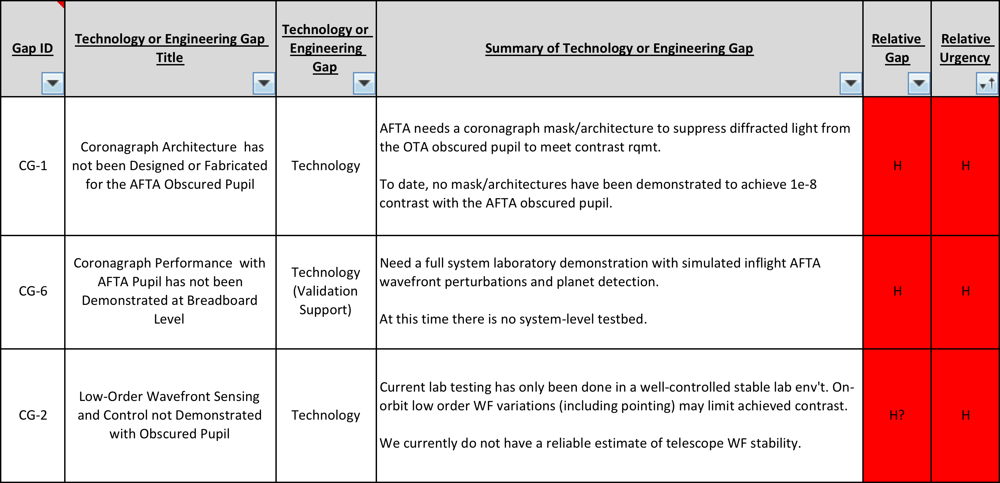 Gap ID
Technology or Engineering Gap
Title
Technology or
Engineering
Gap
Summary of Technology or Engineering Gap
Relative
Gap
Relative
Urgency
CG-1
Coronagraph Architecture  has
not been Designed or Fabricated
for the AFTA Obscured Pupil
Technology
AFTA needs a coronagraph mask/architecture to suppress diffracted light from
the OTA obscured pupil to meet contrast rqmt.
To date, no mask/architectures have been demonstrated to achieve 1e-8
contrast with the AFTA obscured pupil.
H
H
CG-6
Coronagraph Performance  with
AFTA Pupil has not been
Demonstrated at Breadboard
Level
Technology
(Validation
Support)
Need a full system laboratory demonstration with simulated inflight AFTA
wavefront perturbations and planet detection.
At this time there is no system-level testbed.
H
H
CG-2
Low-Order Wavefront Sensing
and Control not Demonstrated
with Obscured Pupil
Technology
Current lab testing has only been done in a well-controlled stable lab env't. On-
orbit low order WF variations (including pointing) may limit achieved contrast.
We currently do not have a reliable estimate of telescope WF stability.
H?
H